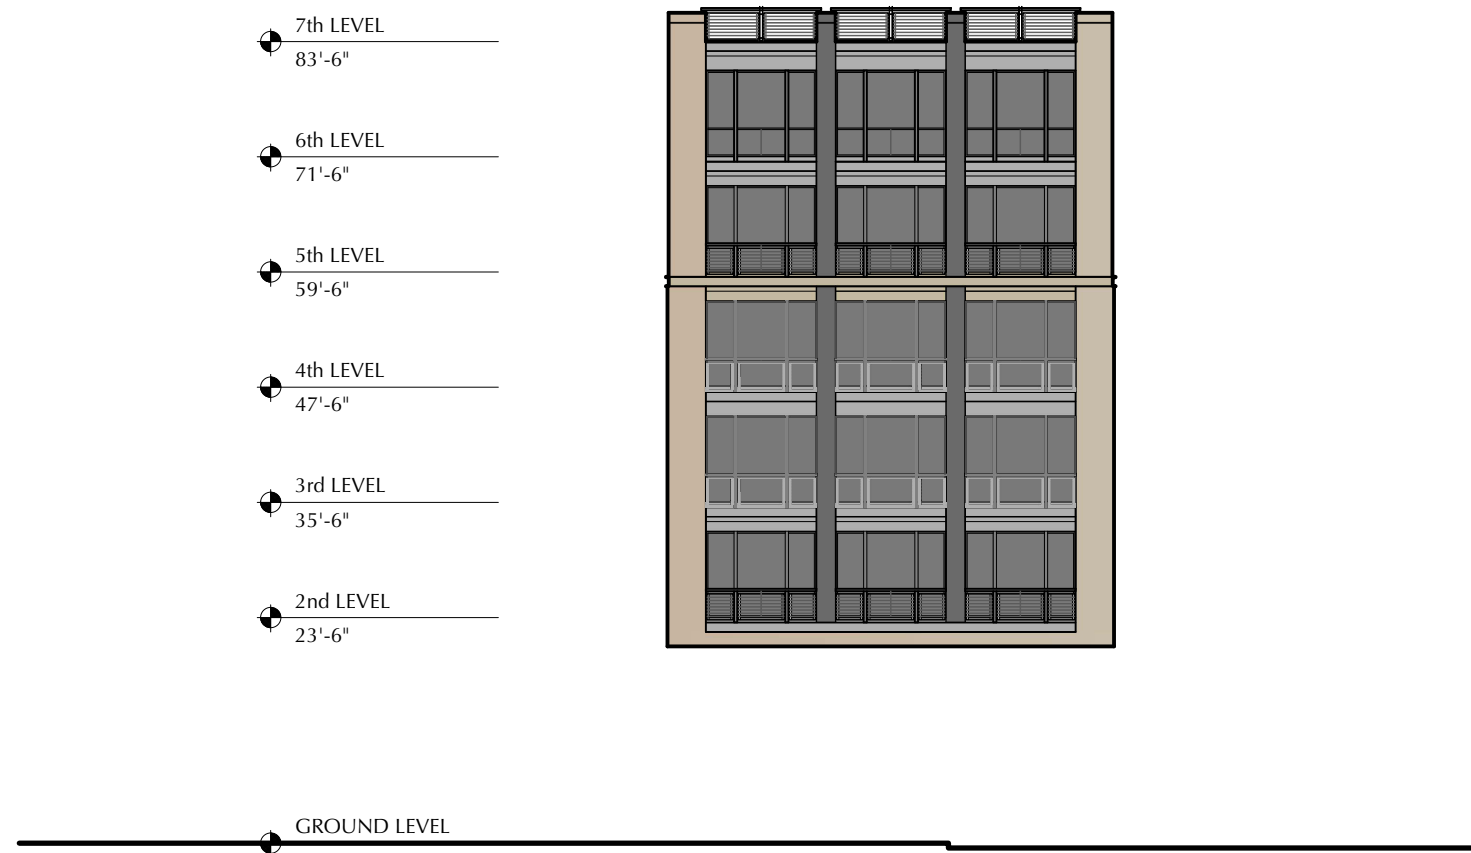 7th LEVEL
83'-6"
6th LEVEL
71'-6"
5th LEVEL
59'-6"
4th LEVEL
47'-6"
3rd LEVEL
35'-6"
2nd LEVEL
23'-6"
GROUND LEVEL